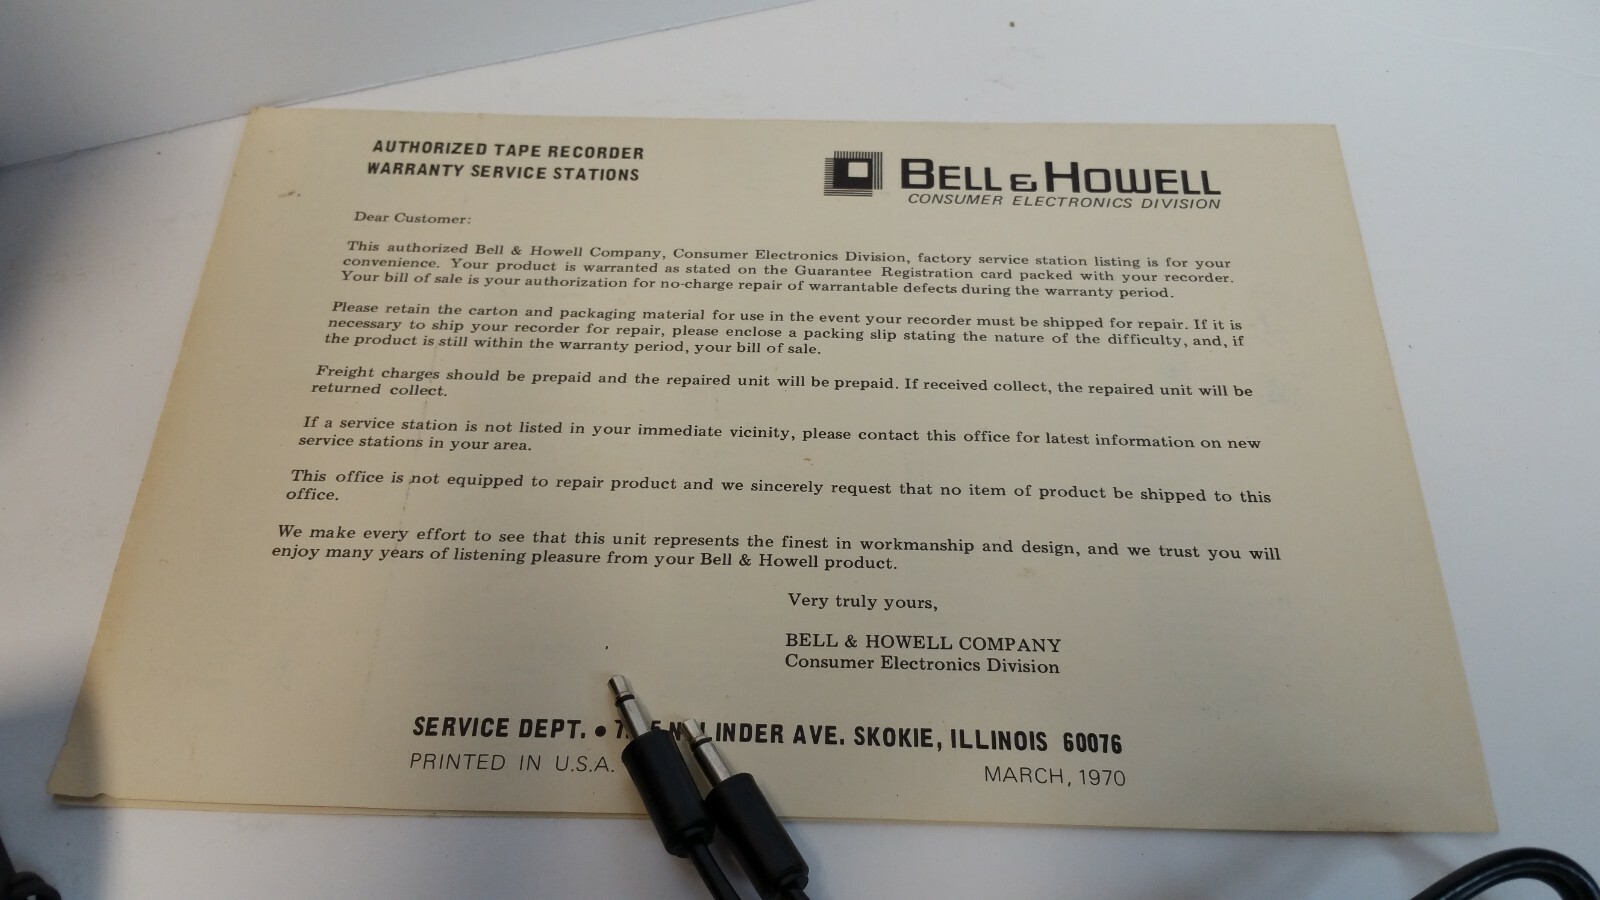 AUTHORIZED TAPE RECORDER
WARRANTY SERVICE STATIONS
BELL & HOWELL
CONSUMER ELECTRONICS DIVISION
Dear Customer:
This authorized Bell & Howell Company, Consumer Electronics Division, factory service station listing is for your
convenience. Your product is warranted as stated on the Guarantee Registration card packed with your recorder.
Your bill of sale is your authorization for no-charge repair of warrantable defects during the warranty period.
Please retain the carton and packaging material for use in the event your recorder must be shipped for repair. If it is
necessary to ship your recorder for repair, please enclose a packing slip stating the nature of the difficulty, and, if
the product is still within the warranty period, your bill of sale.
Freight charges should be prepaid and the repaired unit will be prepaid. If received collect, the repaired unit will be
returned collect.
If a service station is not listed in your immediate vicinity, please contact this office for latest information on new
service stations in your area.
This office is not equipped to repair product and we sincerely request that no item of product be shipped to this
office.
We make every effort to see that this unit represents the finest in workmanship and design, and we trust you will
enjoy many years of listening pleasure from your Bell & Howell product.
Very truly yours,
BELL & HOWELL COMPANY
Consumer Electronics Division
SERVICE DEPT. • AVE. SKOKIE, ILLINOIS 60076
PRINTED IN U.S.A.
MARCH, 1970